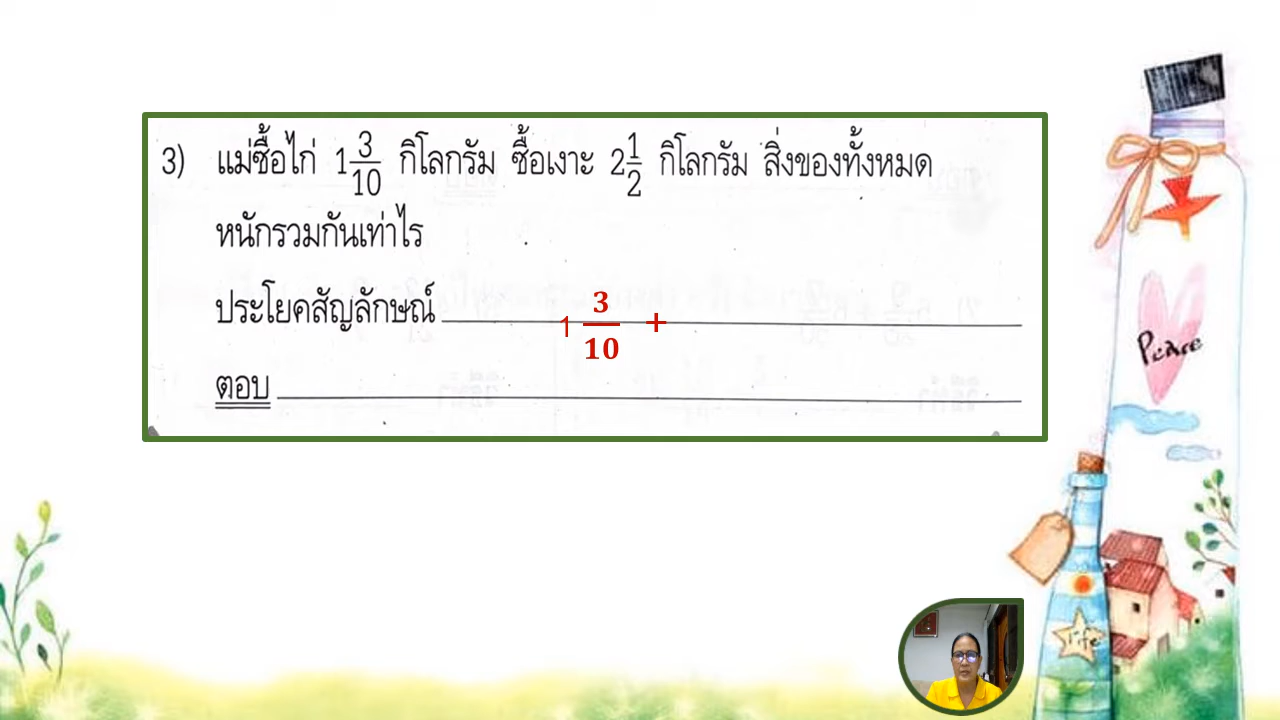 3) แม่ซื้อไก่ 1 3/10 กิโลกรัม ซื้อเงาะ 2 1/2 กิโลกรัม สิ่งของทั้งหมด
หนักรวมกันเท่าไร
ประโยคสัญลักษณ์ 1 3/10 +
ตอบ
Peace
Life